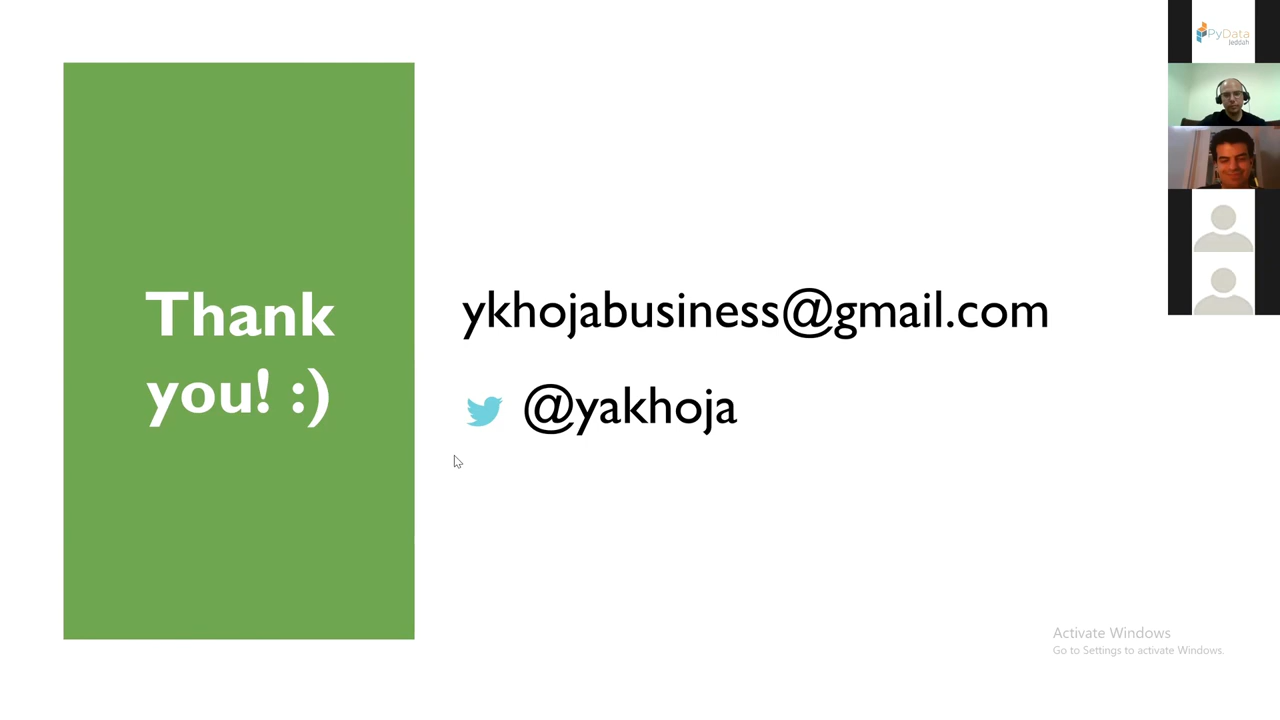 PyData
Jeddah
Thank
you! :)
ykhojabusiness@gmail.com
@yakhoja
Activate Windows
Go to Settings to activate Windows.